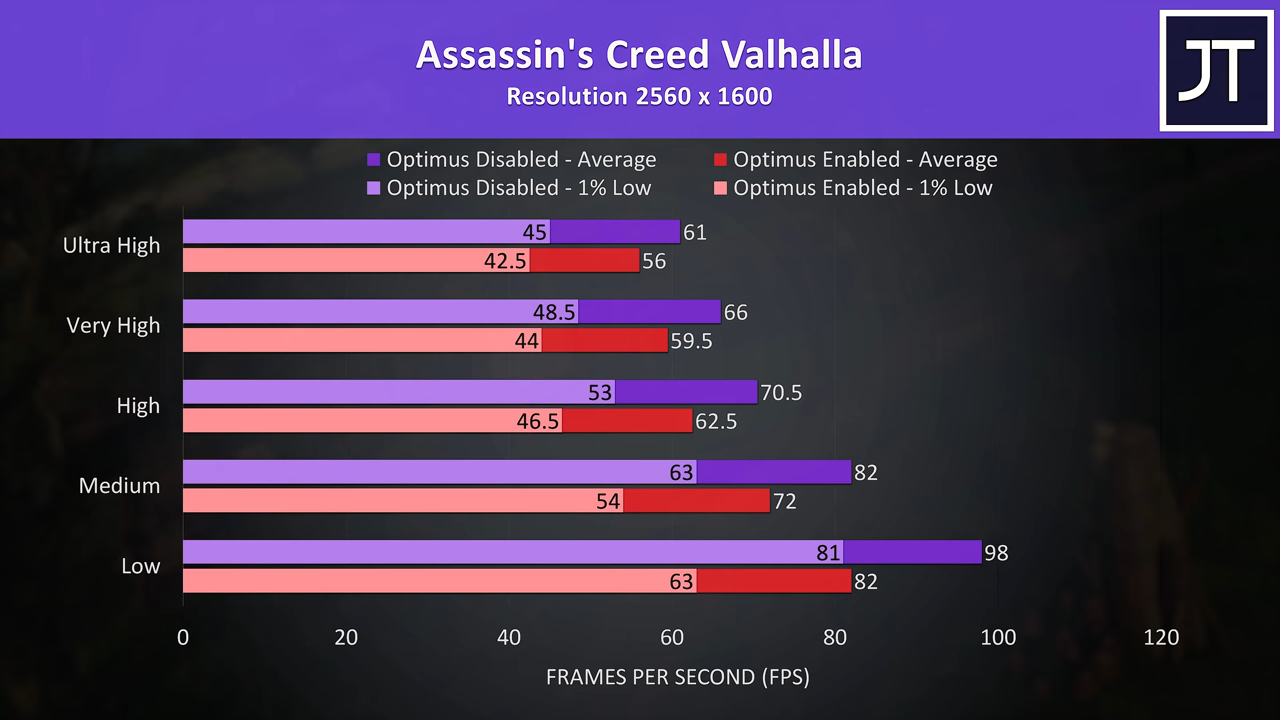 Assassin's Creed Valhalla
Resolution 2560 x 1600
JT
Optimus Disabled - Average
Optimus Enabled - Average
Optimus Disabled - 1% Low
Optimus Enabled - 1% Low
Ultra High
45
61
42.5
56
Very High
48.5
66
44
59.5
High
53
70.5
46.5
62.5
Medium
63
82
54
72
Low
81
98
63
82
0 20 40 60 80 100 120
FRAMES PER SECOND (FPS)